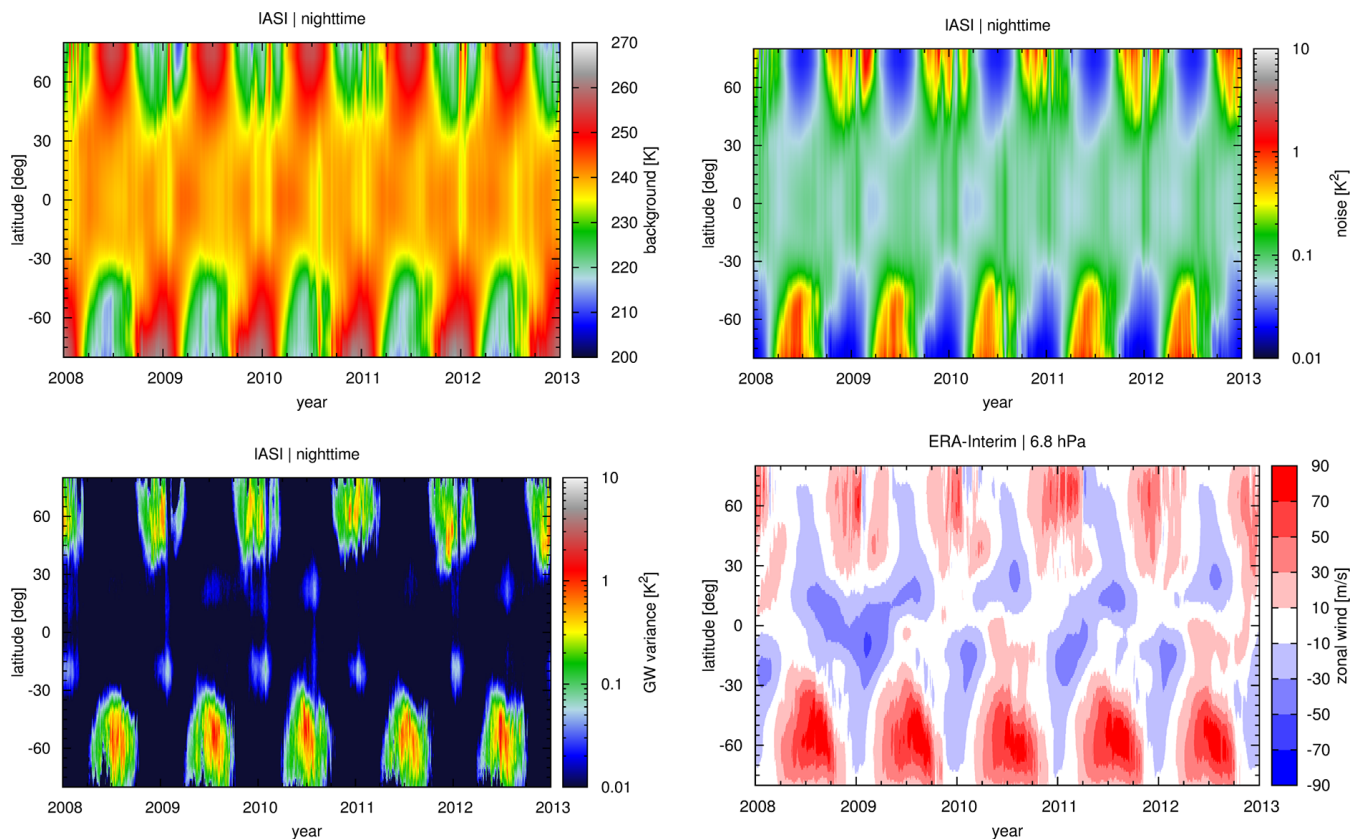 IASI | nighttime
latitude [deg]
60
30
0
-30
-60
2008 2009 2010 2011 2012 2013
year
270
260
250
240
230
220
210
200
background [K]
IASI | nighttime
latitude [deg]
60
30
0
-30
-60
2008 2009 2010 2011 2012 2013
year
10
1
0.1
0.01
noise [K²]
IASI | nighttime
latitude [deg]
60
30
0
-30
-60
2008 2009 2010 2011 2012 2013
year
10
1
0.1
0.01
GW variance [K²]
ERA-Interim | 6.8 hPa
latitude [deg]
60
30
0
-30
-60
2008 2009 2010 2011 2012 2013
year
90
70
50
30
10
-10
-30
-50
-70
-90
zonal wind [m/s]